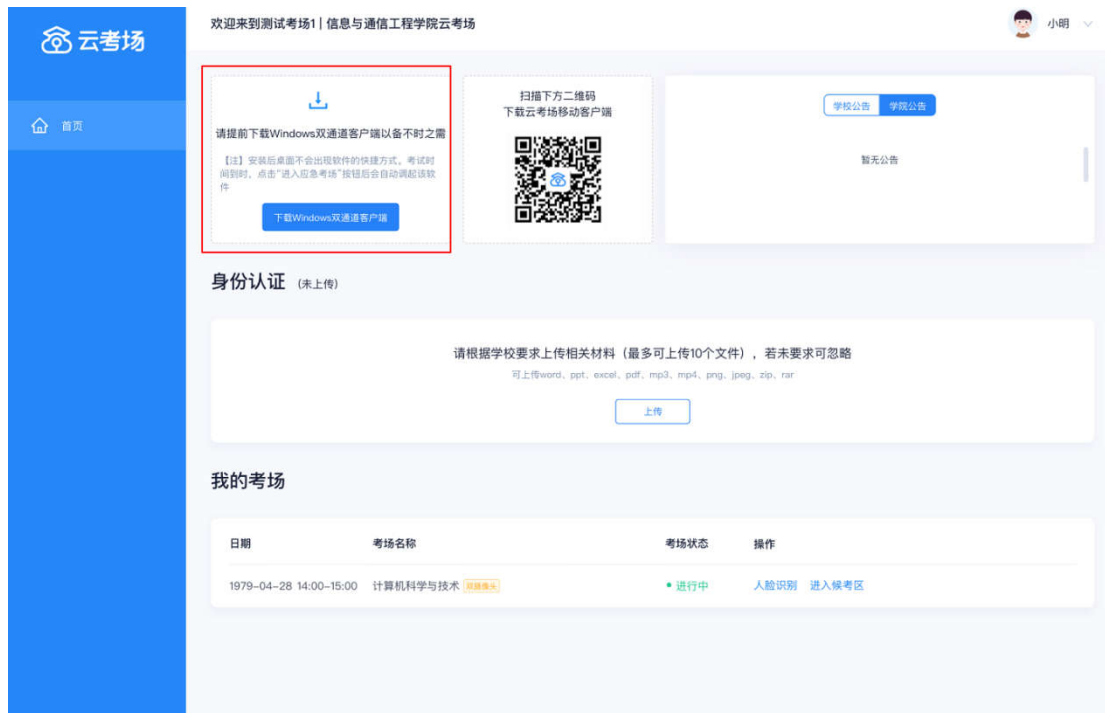 云考场
欢迎来到测试考场1 | 信息与通信工程学院云考场
小明
首页
请提前下载Windows双通道客户端以备不时之需
【注】安装后桌面不会出现软件的快捷方式，考试时
间到时，点击“进入应急考场”按钮后会自动调起该软
件
下载Windows双通道客户端
扫描下方二维码
下载云考场移动客户端
学校公告 学院公告
暂无公告
身份认证 (未上传)
请根据学校要求上传相关材料（最多可上传10个文件），若未要求可忽略
可上传word、ppt、excel、pdf、mp3、mp4、png、jpeg、zip、rar
上传
我的考场
日期 考场名称 考场状态 操作
1979-04-28 14:00-15:00 计算机科学与技术 双摄像头 进行中 人脸识别 进入候考区